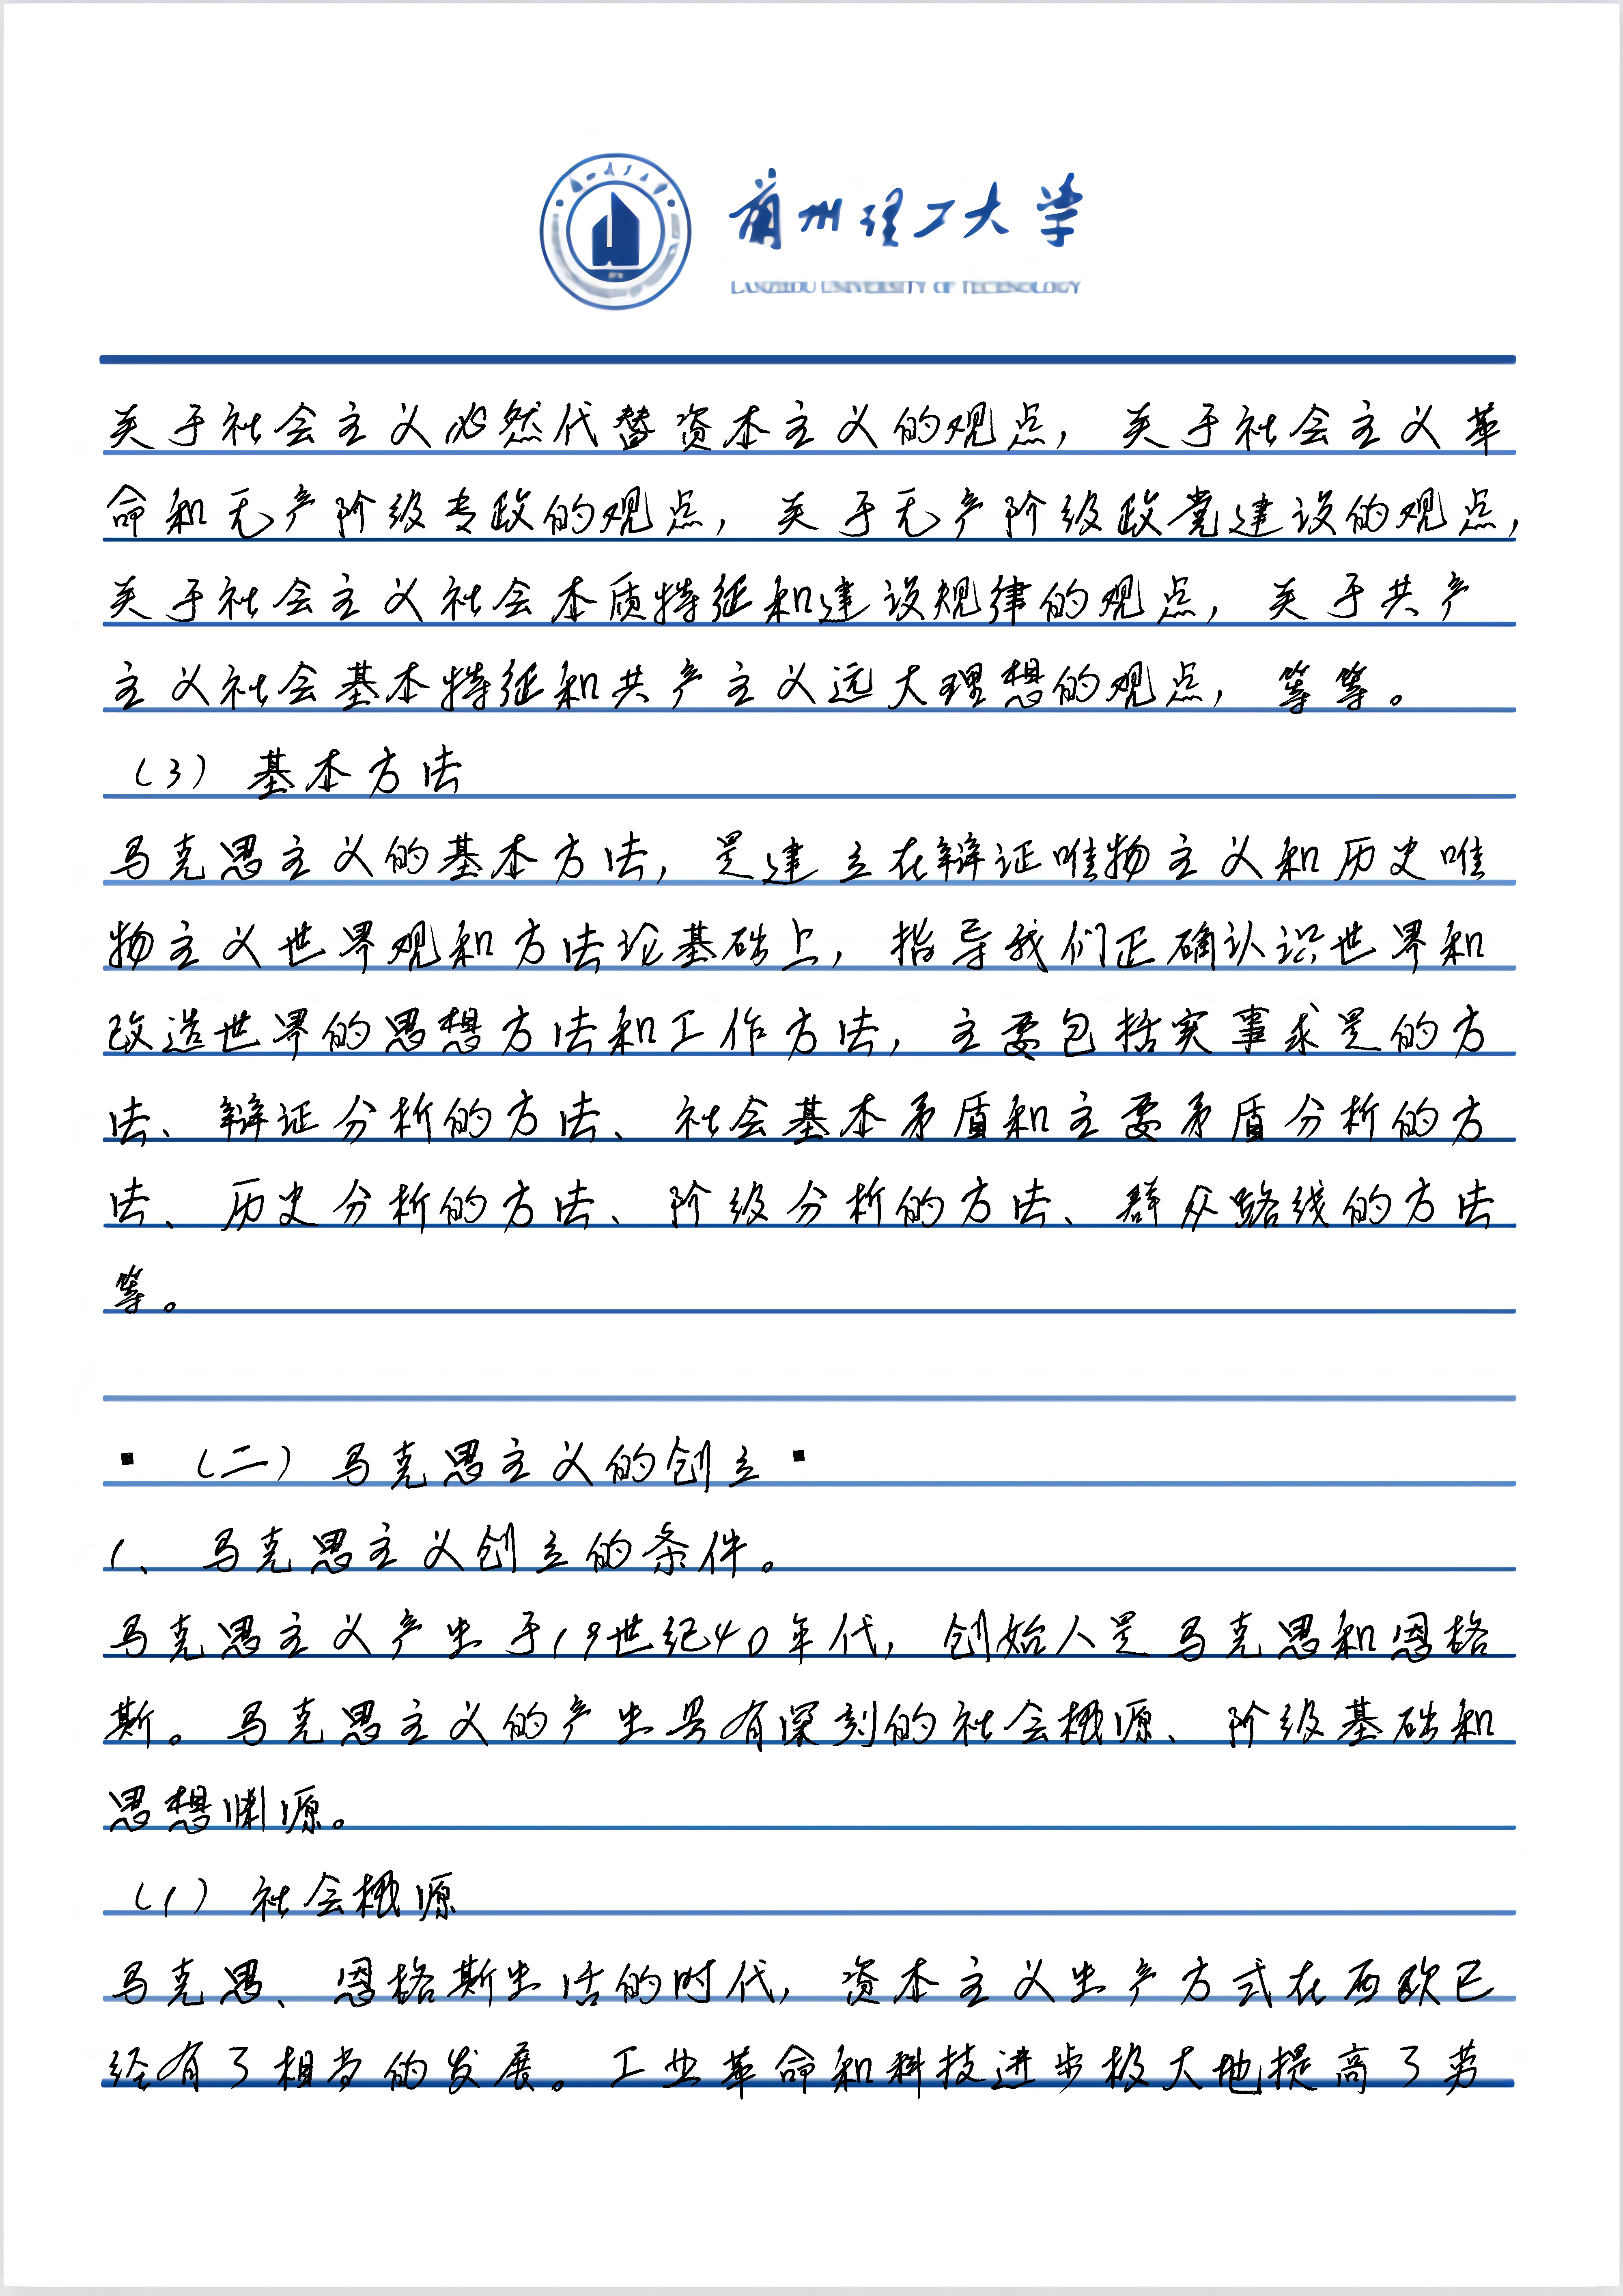 兰州理工大学
LANZHOU UNIVERSITY OF TECHNOLOGY
关于社会主义必然代替资本主义的观点，关于社会主义革
命和无产阶级专政的观点，关于无产阶级政党建设的观点，
关于社会主义社会本质特征和建设规律的观点，关于共产
主义社会基本特征和共产主义远大理想的观点，等等。
（3）基本方法
马克思主义的基本方法，是建立在辩证唯物主义和历史唯
物主义世界观和方法论基础上，指导我们正确认识世界和
改造世界的思想方法和工作方法，主要包括实事求是的方
法、辩证分析的方法、社会基本矛盾和主要矛盾分析的方
法、历史分析的方法、阶级分析的方法、群众路线的方法
等。
▪（二）马克思主义的创立▪
1、马克思主义创立的条件。
马克思主义产生于19世纪40年代，创始人是马克思和恩格
斯。马克思主义的产生具有深刻的社会根源、阶级基础和
思想渊源。
（1）社会根源
马克思、恩格斯生活的时代，资本主义生产方式在西欧已
经有了相当的发展。工业革命和科技进步极大地提高了劳